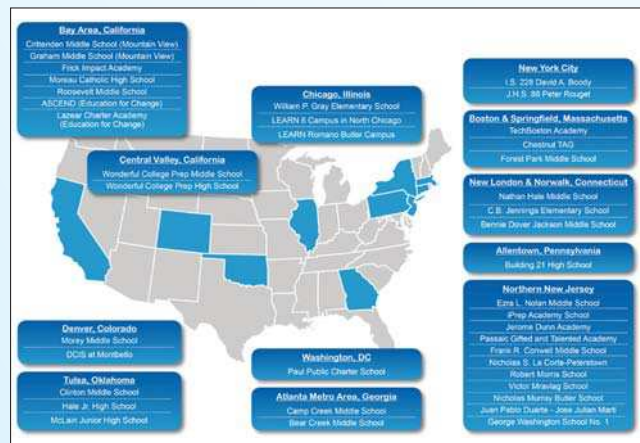 Bay Area, California
Crittenden Middle School (Mountain View)
Graham Middle School (Mountain View)
Frick Impact Academy
Moreau Catholic High School
Roosevelt Middle School
ASCEND (Education for Change)
Lazear Charter Academy
(Education for Change)
Central Valley, California
Wonderful College Prep Middle School
Wonderful College Prep High School
Chicago, Illinois
William P. Gray Elementary School
LEARN 6 Campus in North Chicago
LEARN Romano Butler Campus
New York City
I.S. 228 David A. Boody
J.H.S. 88 Peter Rouget
Boston & Springfield, Massachusetts
TechBoston Academy
Chestnut TAG
Forest Park Middle School
New London & Norwalk, Connecticut
Nathan Hale Middle School
C.B. Jennings Elementary School
Bennie Dover Jackson Middle School
Allentown, Pennsylvania
Building 21 High School
Northern New Jersey
Ezra L. Nolan Middle School
iPrep Academy School
Jerome Dunn Academy
Passaic Gifted and Talented Academy
Frank R. Conwell Middle School
Nicholas S. La Corte-Peterstown
Robert Morris School
Victor Mravlag School
Nicholas Murray Butler School
Juan Pablo Duarte - Jose Julian Marti
George Washington School No. 1
Denver, Colorado
Morey Middle School
DCIS at Montbello
Tulsa, Oklahoma
Clinton Middle School
Hale Jr. High School
McLain Junior High School
Washington, DC
Paul Public Charter School
Atlanta Metro Area, Georgia
Camp Creek Middle School
Bear Creek Middle School